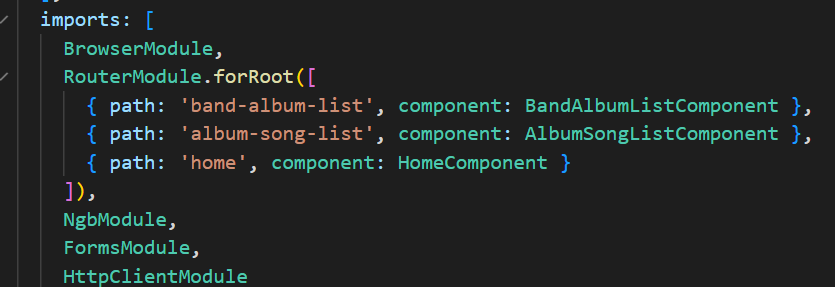 imports: [
BrowserModule,
RouterModule.forRoot([
{ path: 'band-album-list', component: BandAlbumListComponent },
{ path: 'album-song-list', component: AlbumSongListComponent },
{ path: 'home', component: HomeComponent }
]),
NgbModule,
FormsModule,
HttpClientModule